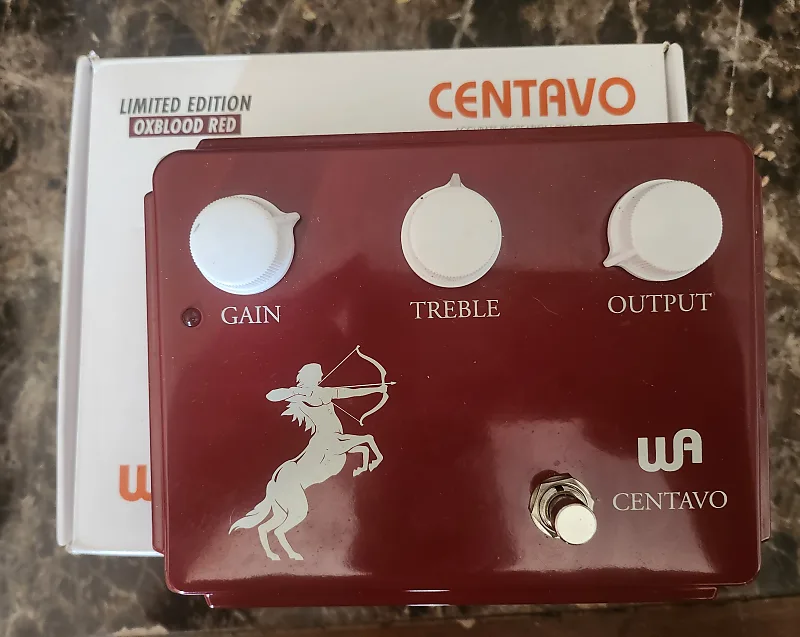 LIMITED EDITION
OXBLOOD RED
CENTAVO
GAIN
TREBLE
OUTPUT
WA
CENTAVO
W